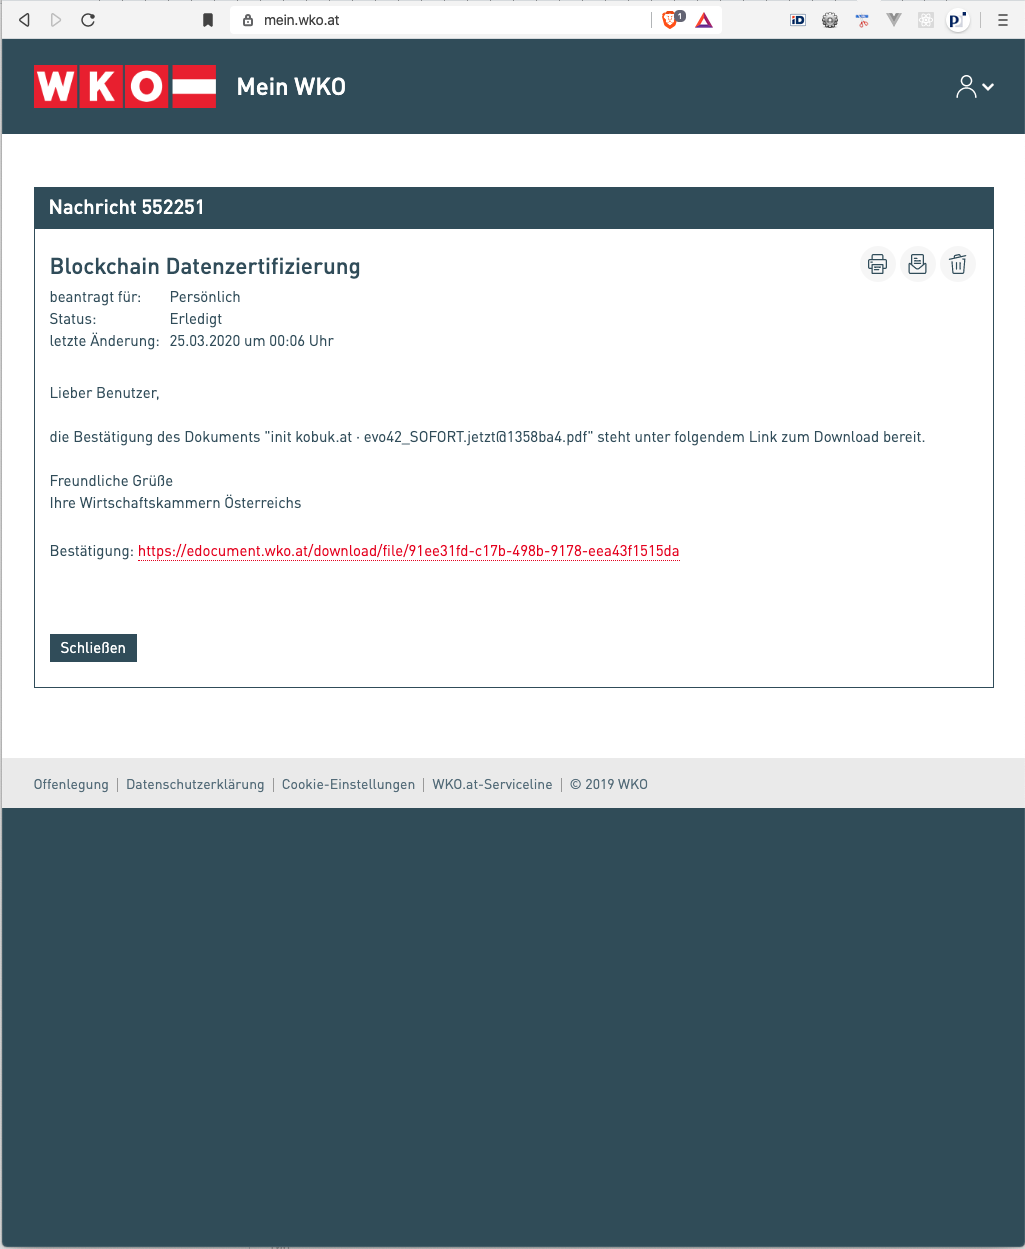 mein.wko.at
1
iD
WKO
Mein WKO
Nachricht 552251
Blockchain Datenzertifizierung
beantragt für: Persönlich
Status: Erledigt
letzte Änderung: 25.03.2020 um 00:06 Uhr
Lieber Benutzer,
die Bestätigung des Dokuments "init kobuk.at · evo42_SOFORT.jetzt@1358ba4.pdf" steht unter folgendem Link zum Download bereit.
Freundliche Grüße
Ihre Wirtschaftskammern Österreichs
Bestätigung: https://edocument.wko.at/download/file/91ee31fd-c17b-498b-9178-eea43f1515da
Schließen
Offenlegung | Datenschutzerklärung | Cookie-Einstellungen | WKO.at-Serviceline | © 2019 WKO